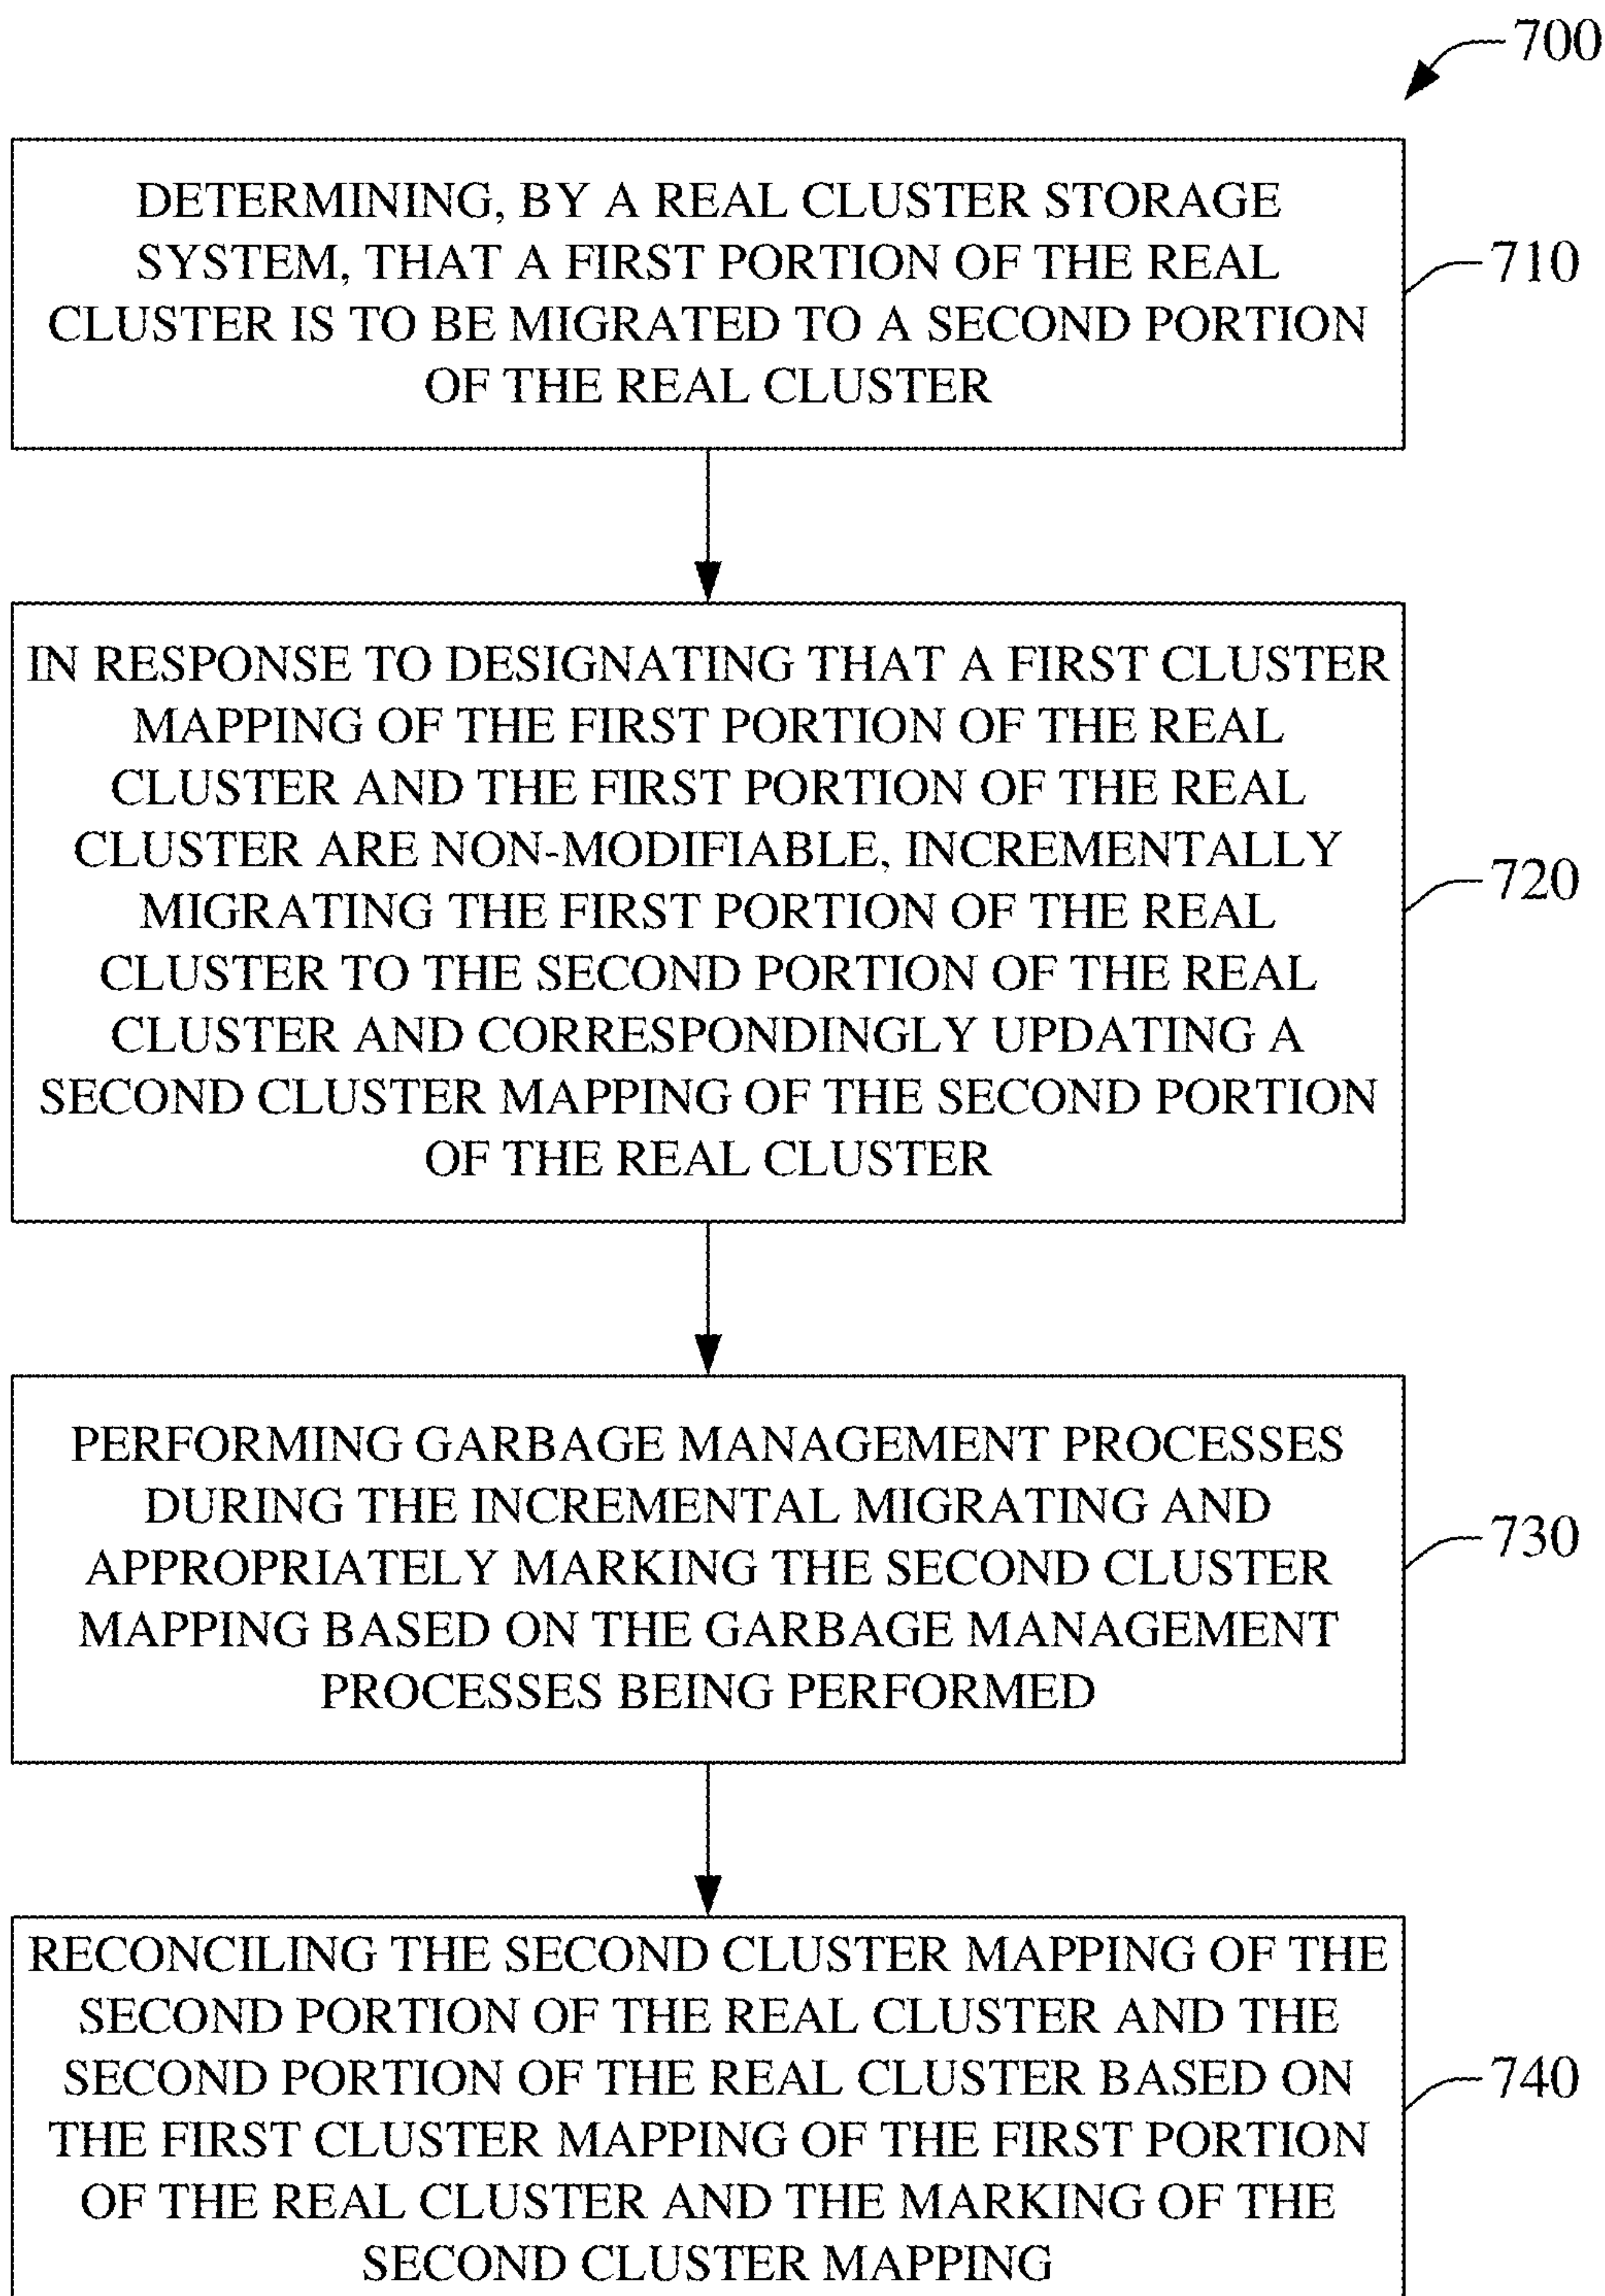 700
DETERMINING, BY A REAL CLUSTER STORAGE
SYSTEM, THAT A FIRST PORTION OF THE REAL
CLUSTER IS TO BE MIGRATED TO A SECOND PORTION
OF THE REAL CLUSTER
710
IN RESPONSE TO DESIGNATING THAT A FIRST CLUSTER
MAPPING OF THE FIRST PORTION OF THE REAL
CLUSTER AND THE FIRST PORTION OF THE REAL
CLUSTER ARE NON-MODIFIABLE, INCREMENTALLY
MIGRATING THE FIRST PORTION OF THE REAL
CLUSTER TO THE SECOND PORTION OF THE REAL
CLUSTER AND CORRESPONDINGLY UPDATING A
SECOND CLUSTER MAPPING OF THE SECOND PORTION
OF THE REAL CLUSTER
720
PERFORMING GARBAGE MANAGEMENT PROCESSES
DURING THE INCREMENTAL MIGRATING AND
APPROPRIATELY MARKING THE SECOND CLUSTER
MAPPING BASED ON THE GARBAGE MANAGEMENT
PROCESSES BEING PERFORMED
730
RECONCILING THE SECOND CLUSTER MAPPING OF THE
SECOND PORTION OF THE REAL CLUSTER AND THE
SECOND PORTION OF THE REAL CLUSTER BASED ON
THE FIRST CLUSTER MAPPING OF THE FIRST PORTION
OF THE REAL CLUSTER AND THE MARKING OF THE
SECOND CLUSTER MAPPING
740